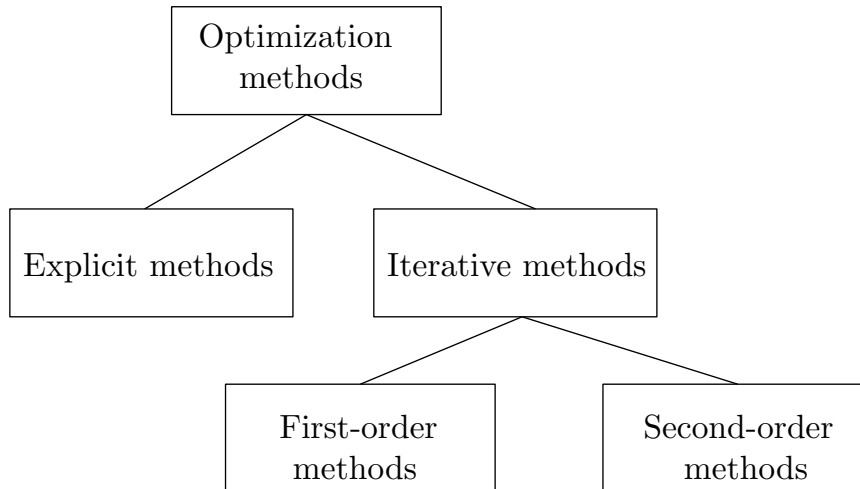 Optimization
methods
Explicit methods
Iterative methods
First-order
methods
Second-order
methods